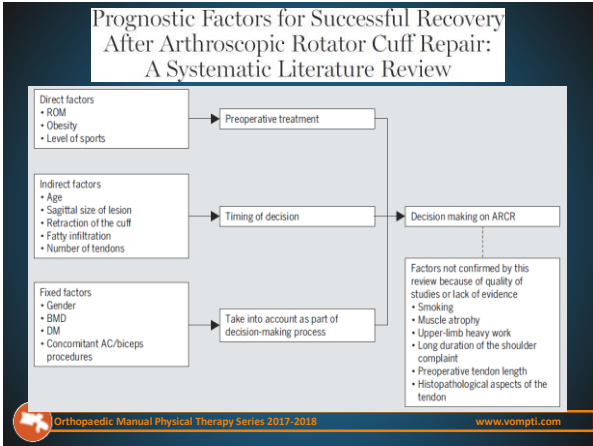 Prognostic Factors for Successful Recovery
After Arthroscopic Rotator Cuff Repair:
A Systematic Literature Review
Direct factors
• ROM
• Obesity
• Level of sports
Preoperative treatment
Indirect factors
• Age
• Sagittal size of lesion
• Retraction of the cuff
• Fatty infiltration
• Number of tendons
Timing of decision
Decision making on ARCR
Fixed factors
• Gender
• BMD
• DM
• Concomitant AC/biceps
procedures
Take into account as part of
decision-making process
Factors not confirmed by this
review because of quality of
studies or lack of evidence
• Smoking
• Muscle atrophy
• Upper-limb heavy work
• Long duration of the shoulder
complaint
• Preoperative tendon length
• Histopathological aspects of the
tendon
Orthopaedic Manual Physical Therapy Series 2017-2018
www.vompti.com